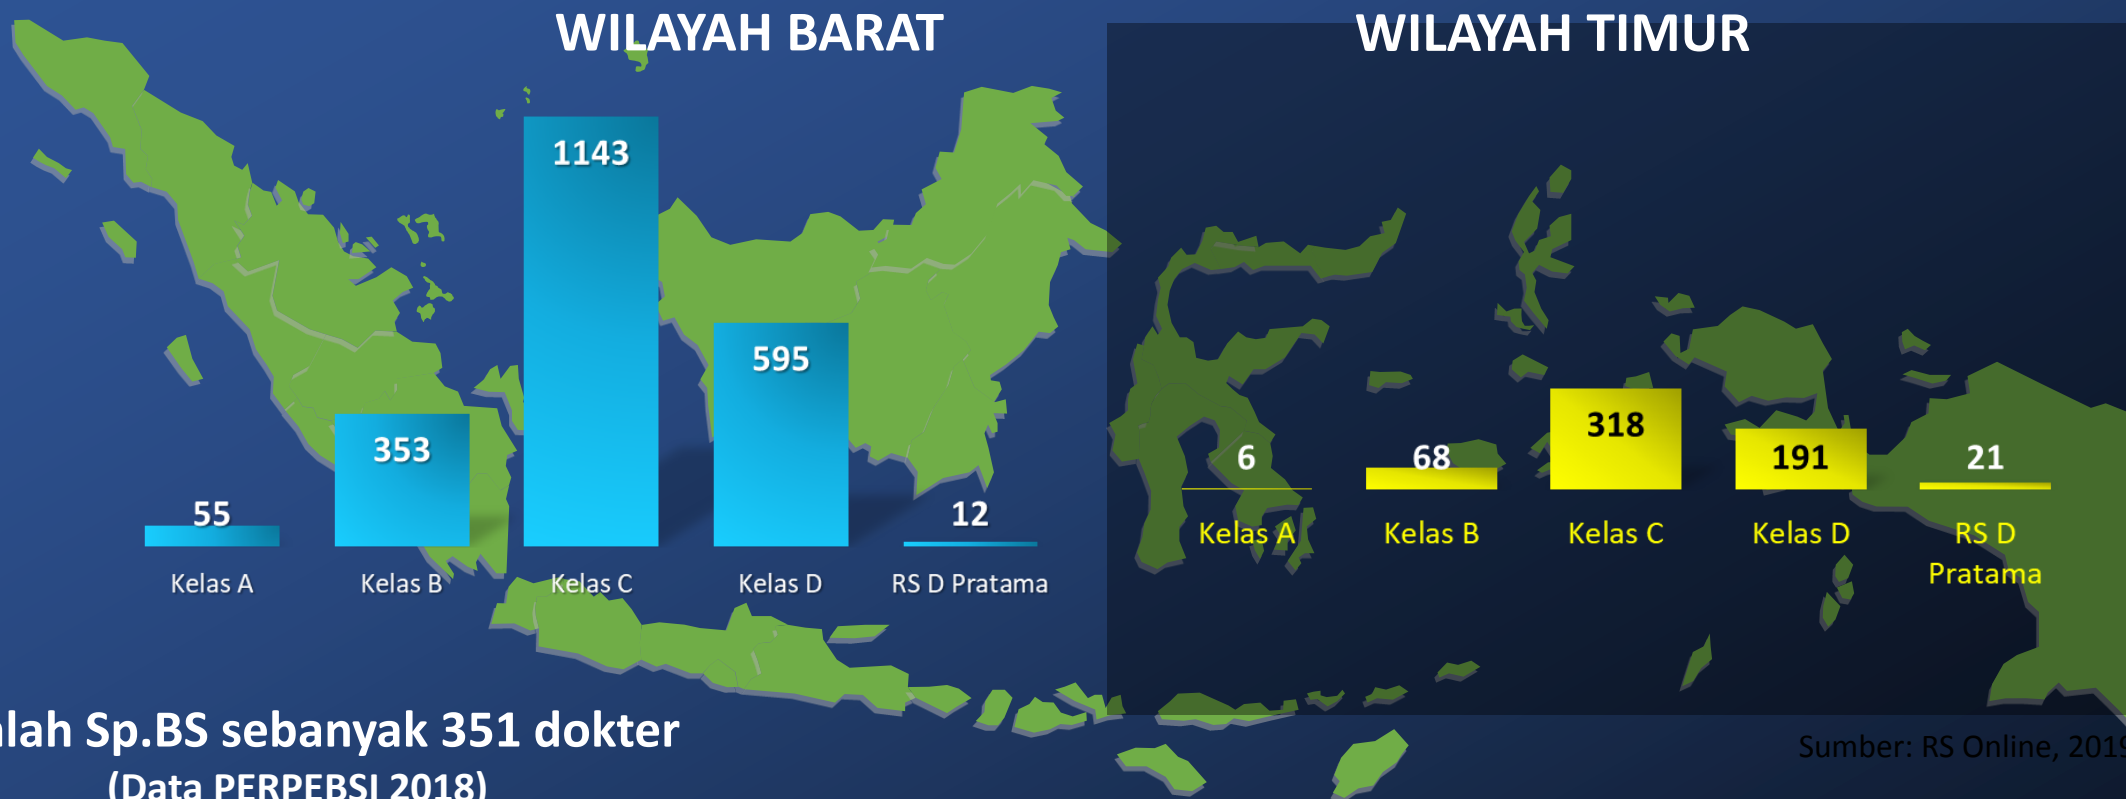 WILAYAH BARAT
1143
595
353
55
12
Kelas A
Kelas B
Kelas C
Kelas D
RS D Pratama
WILAYAH TIMUR
318
191
68
6
21
Kelas A
Kelas B
Kelas C
Kelas D
RS D
Pratama
Sp.BS sebanyak 351 dokter
(Data PERPEBSI 2018)
Sumber: RS Online, 2019